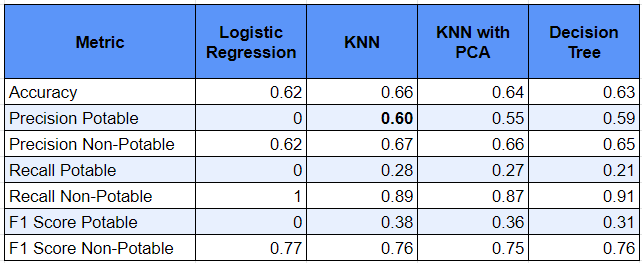 Metric Logistic Regression KNN KNN with PCA Decision Tree
Accuracy 0.62 0.66 0.64 0.63
Precision Potable 0 0.60 0.55 0.59
Precision Non-Potable 0.62 0.67 0.66 0.65
Recall Potable 0 0.28 0.27 0.21
Recall Non-Potable 1 0.89 0.87 0.91
F1 Score Potable 0 0.38 0.36 0.31
F1 Score Non-Potable 0.77 0.76 0.75 0.76